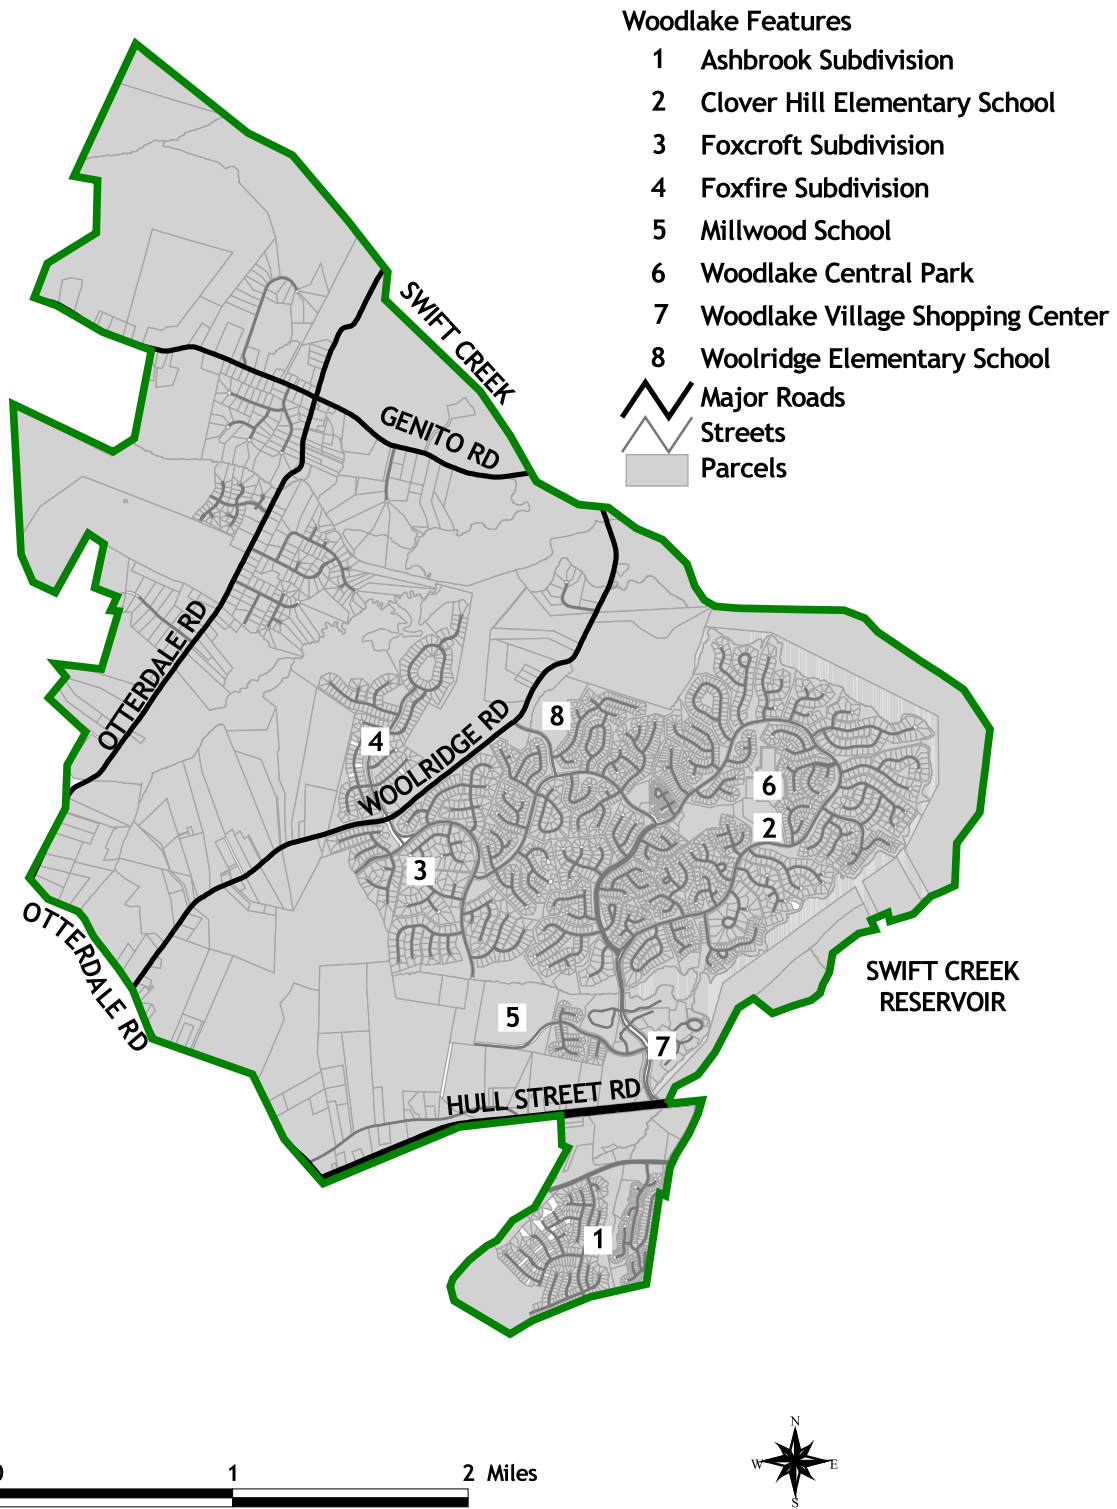 Woodlake Features
1 Ashbrook Subdivision
2 Clover Hill Elementary School
3 Foxcroft Subdivision
4 Foxfire Subdivision
5 Millwood School
6 Woodlake Central Park
7 Woodlake Village Shopping Center
8 Woolridge Elementary School
Major Roads
Streets
Parcels
SWIFT CREEK
GENITO RD
OTTERDALE RD
WOOLRIDGE RD
8
4
6
2
3
OTTERDALE RD
SWIFT CREEK
RESERVOIR
5
7
HULL STREET RD
1
N
W E
S
0 1 2 Miles